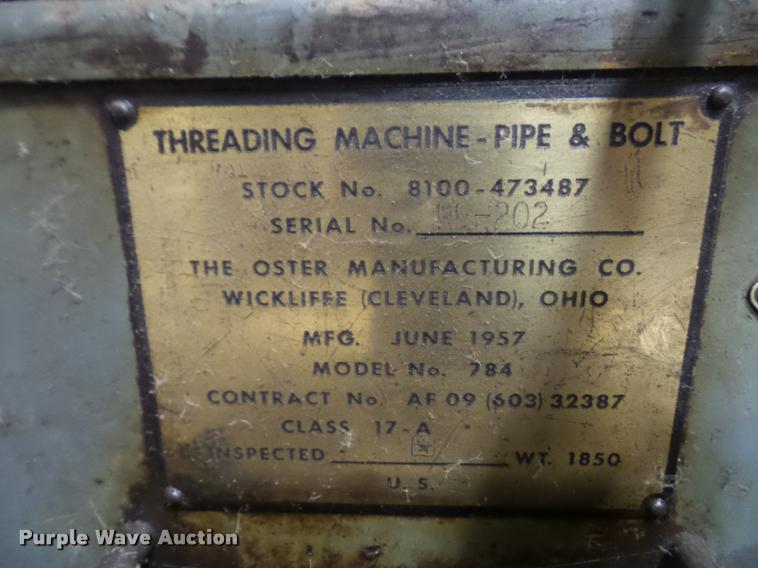 THREADING MACHINE - PIPE & BOLT
STOCK No. 8100-473487
SERIAL No. -202
THE OSTER MANUFACTURING CO.
WICKLIFFE (CLEVELAND), OHIO
MFG. JUNE 1957
MODEL No. 784
CONTRACT No. AF 09 (603) 32387
CLASS 17-A
INSPECTED WT. 1850
U. S.
Purple Wave Auction